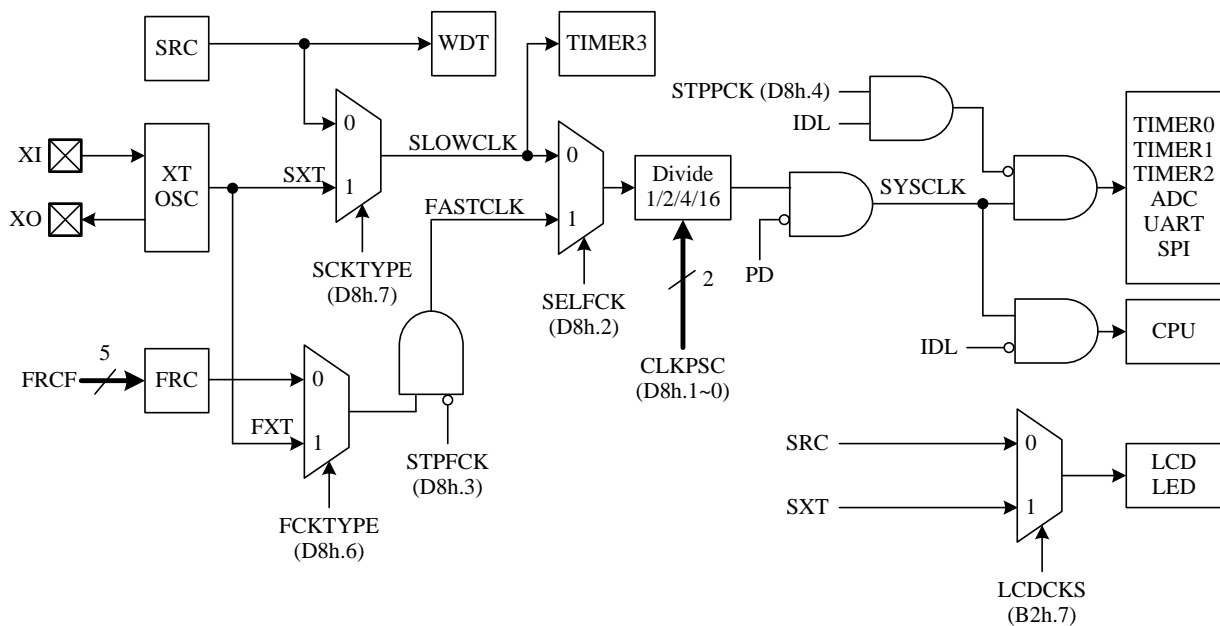 SRC
WDT
TIMER3
XI
XO
XT
OSC
SXT
0
1
SLOWCLK
FASTCLK
SCKTYPE
(D8h.7)
0
1
SELFCK
(D8h.2)
Divide
1/2/4/16
2
CLKPSC
(D8h.1~0)
PD
SYSCLK
STPPCK (D8h.4)
IDL
TIMER0
TIMER1
TIMER2
ADC
UART
SPI
IDL
CPU
FRCF
5
FRC
FXT
0
1
FCKTYPE
(D8h.6)
STPFCK
(D8h.3)
SRC
SXT
0
1
LCDCKS
(B2h.7)
LCD
LED